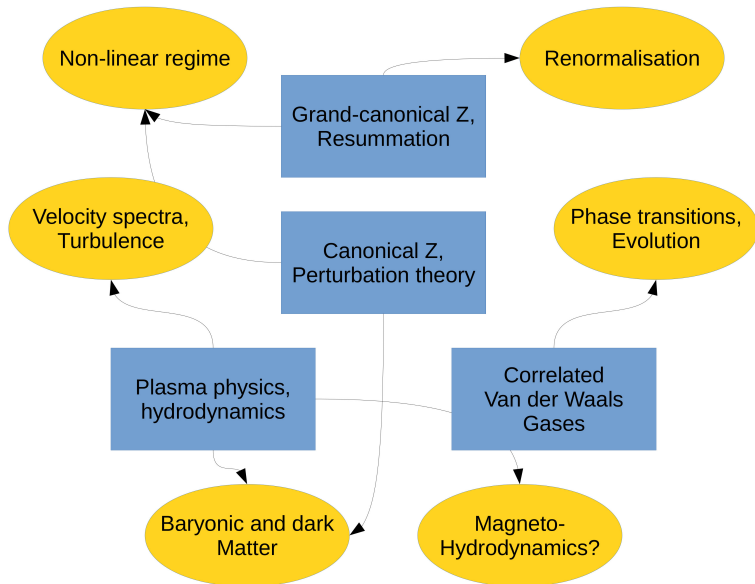 Non-linear regime
Renormalisation
Grand-canonical Z,
Resummation
Velocity spectra,
Turbulence
Phase transitions,
Evolution
Canonical Z,
Perturbation theory
Plasma physics,
hydrodynamics
Correlated
Van der Waals
Gases
Baryonic and dark
Matter
Magneto-
Hydrodynamics?